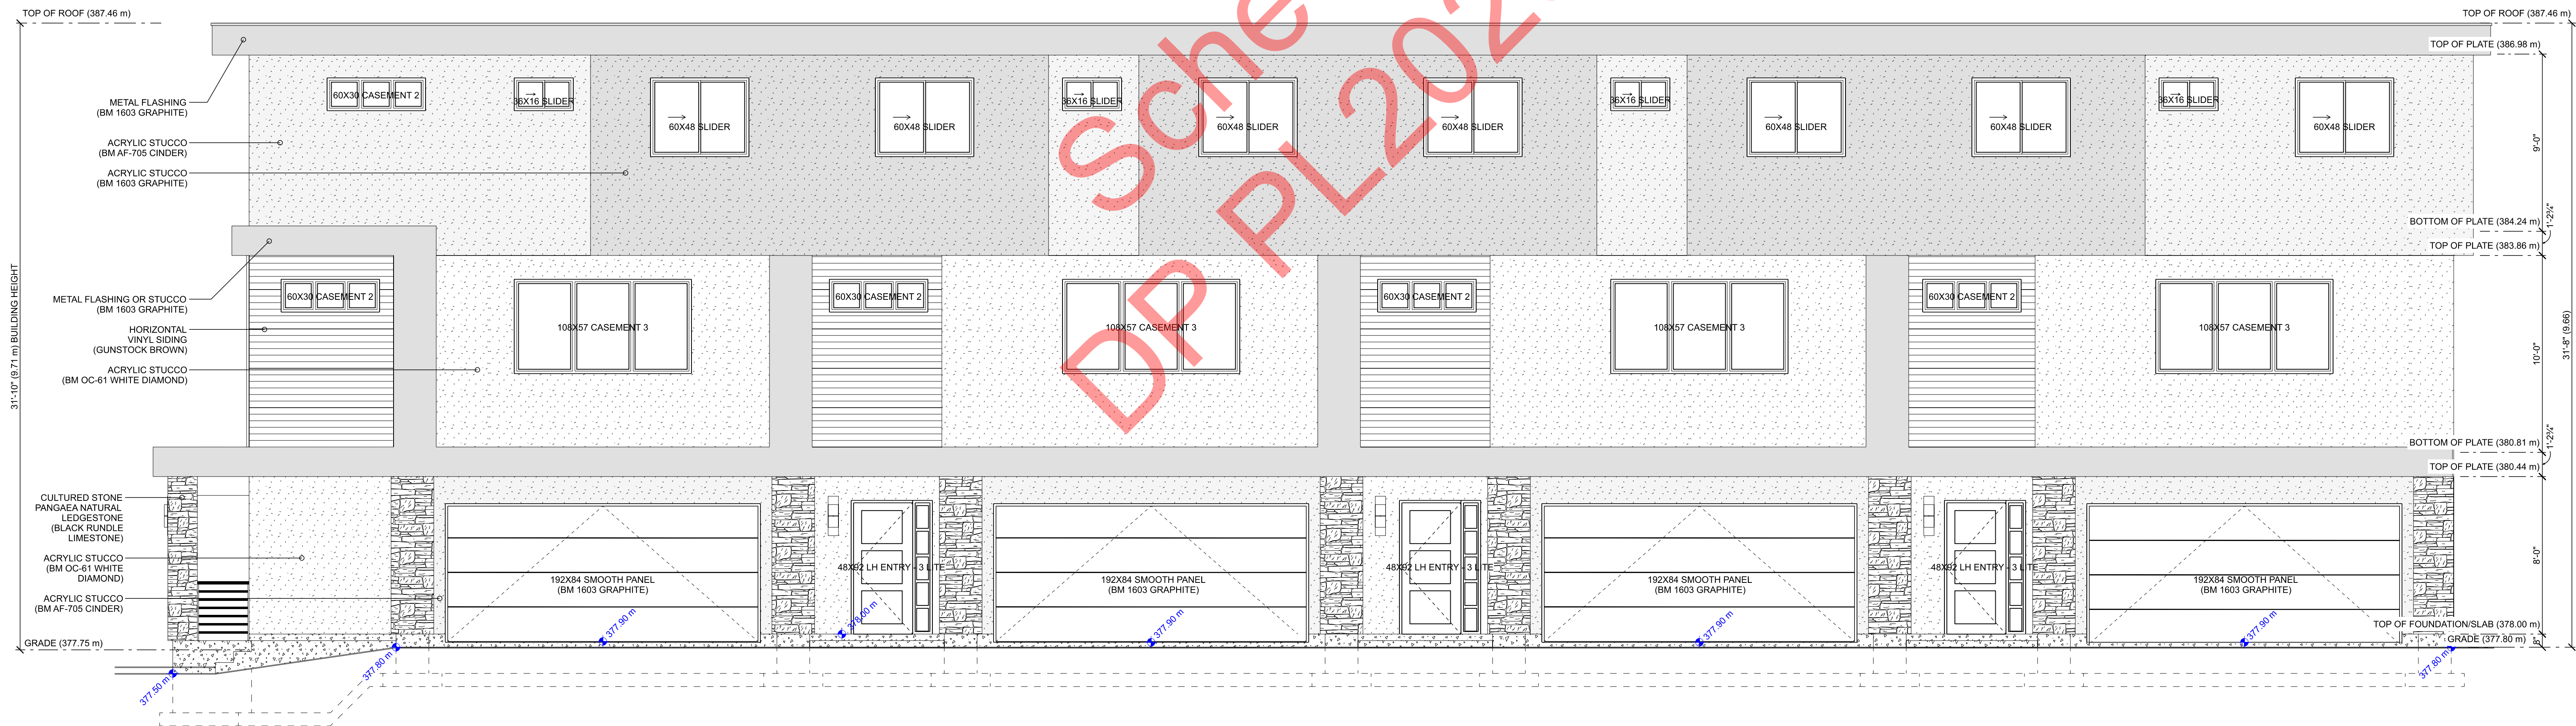 TOP OF ROOF (387.46 m)
TOP OF ROOF (387.46 m)
TOP OF PLATE (386.98 m)
METAL FLASHING
(BM 1603 GRAPHITE)
ACRYLIC STUCCO
(BM AF-705 CINDER)
ACRYLIC STUCCO
(BM 1603 GRAPHITE)
60X30 CASEMENT 2
36X16 SLIDER
60X48 SLIDER
60X48 SLIDER
36X16 SLIDER
60X48 SLIDER
60X48 SLIDER
36X16 SLIDER
60X48 SLIDER
60X48 SLIDER
36X16 SLIDER
60X48 SLIDER
9'-0"
BOTTOM OF PLATE (384.24 m)
1'-2¾"
TOP OF PLATE (383.86 m)
31'-10" (9.71 m) BUILDING HEIGHT
METAL FLASHING OR STUCCO
(BM 1603 GRAPHITE)
HORIZONTAL
VINYL SIDING
(GUNSTOCK BROWN)
ACRYLIC STUCCO
(BM OC-61 WHITE DIAMOND)
60X30 CASEMENT 2
108X57 CASEMENT 3
60X30 CASEMENT 2
108X57 CASEMENT 3
60X30 CASEMENT 2
108X57 CASEMENT 3
60X30 CASEMENT 2
108X57 CASEMENT 3
10'-0"
31'-8" (9.66)
BOTTOM OF PLATE (380.81 m)
1'-2¾"
TOP OF PLATE (380.44 m)
CULTURED STONE
PANGAEA NATURAL
LEDGESTONE
(BLACK RUNDLE
LIMESTONE)
ACRYLIC STUCCO
(BM OC-61 WHITE
DIAMOND)
ACRYLIC STUCCO
(BM AF-705 CINDER)
192X84 SMOOTH PANEL
(BM 1603 GRAPHITE)
48X92 LH ENTRY - 3 LITE
192X84 SMOOTH PANEL
(BM 1603 GRAPHITE)
48X92 LH ENTRY - 3 LITE
192X84 SMOOTH PANEL
(BM 1603 GRAPHITE)
48X92 LH ENTRY - 3 LITE
192X84 SMOOTH PANEL
(BM 1603 GRAPHITE)
8'-0"
TOP OF FOUNDATION/SLAB (378.00 m)
8"
GRADE (377.75 m)
GRADE (377.80 m)
377.50 m
377.80 m
377.90 m
378.00 m
377.90 m
377.90 m
377.90 m
377.80 m
Sche
DP PL202